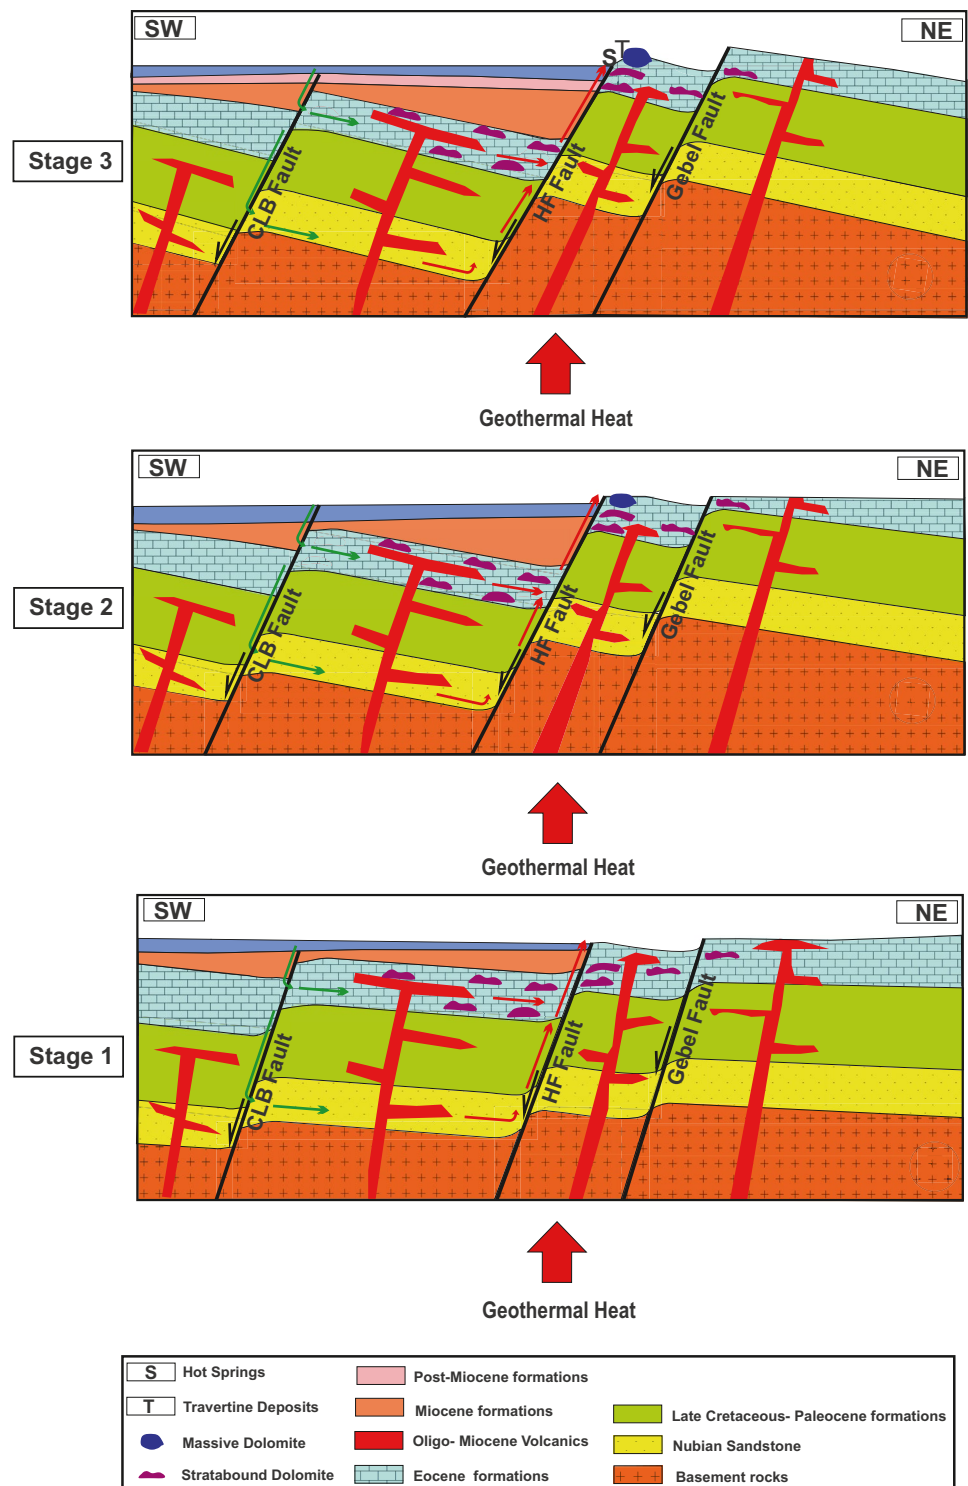 SW
NE
S
T
Stage 3
CLB Fault
HF Fault
Gebel Fault
Geothermal Heat
SW
NE
Stage 2
CLB Fault
HF Fault
Gebel Fault
Geothermal Heat
SW
NE
Stage 1
CLB Fault
HF Fault
Gebel Fault
Geothermal Heat
S Hot Springs
T Travertine Deposits
Massive Dolomite
Stratabound Dolomite
Post-Miocene formations
Miocene formations
Oligo- Miocene Volcanics
Eocene formations
Late Cretaceous- Paleocene formations
Nubian Sandstone
Basement rocks